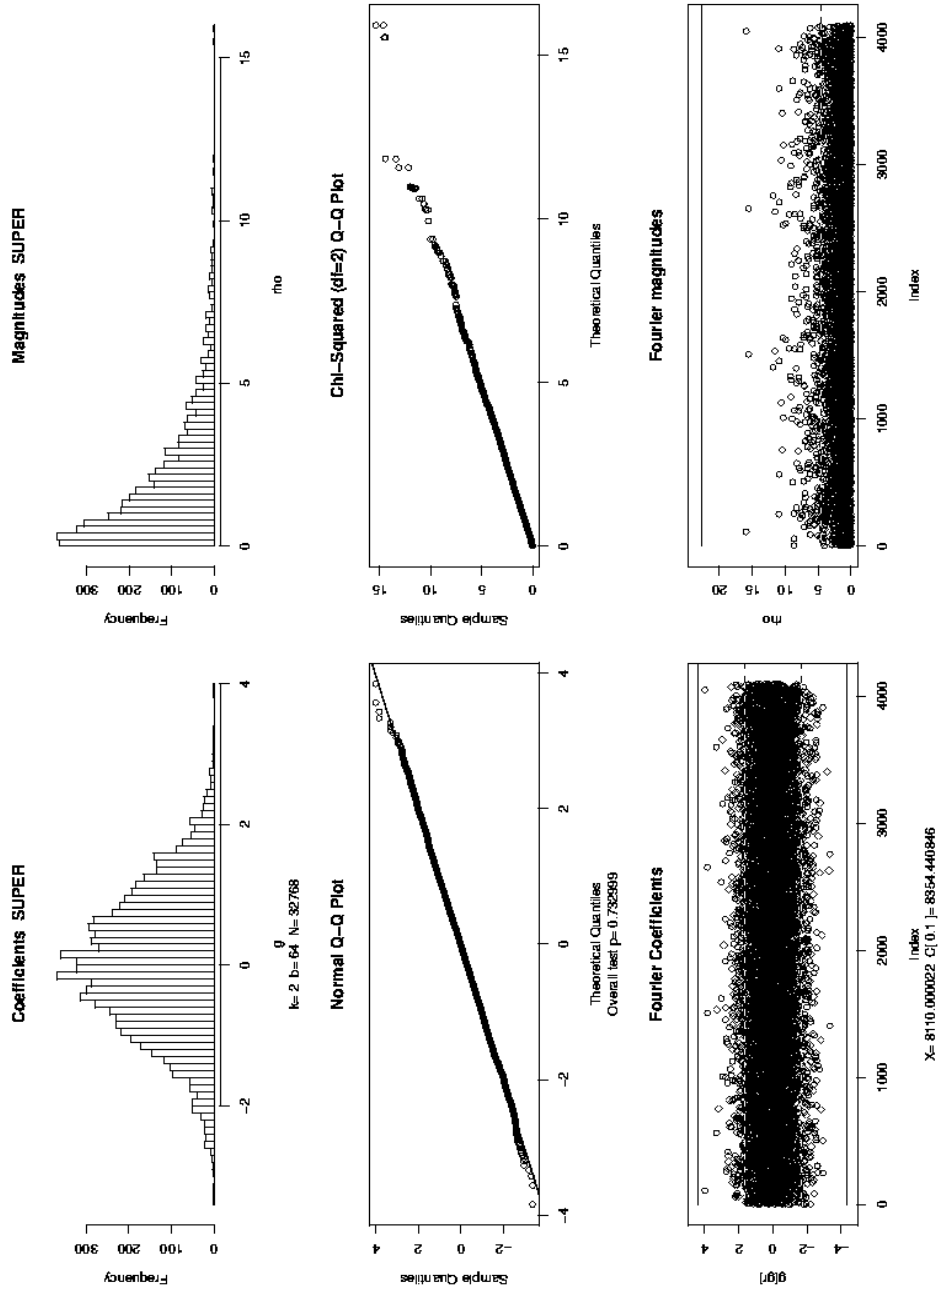 Coefficients SUPER
Frequency
0 100 200 300
-2 0 2 4
g
k= 2 b= 64 N= 32768
Magnitudes SUPER
Frequency
0 100 200 300
0 5 10 15
rho
Normal Q-Q Plot
Sample Quantiles
-2 0 2 4
-4 -2 0 2 4
Theoretical Quantiles
Overall test p= 0.732999
Chi-Squared (df=2) Q-Q Plot
Sample Quantiles
0 5 10 15
0 5 10 15
Theoretical Quantiles
Fourier Coefficients
g[gr]
-4 -2 0 2 4
0 1000 2000 3000 4000
Index
X= 8110.000022 C[ 0.1 ]= 8354.440846
Fourier magnitudes
rho
0 5 10 15 20
0 1000 2000 3000 4000
Index